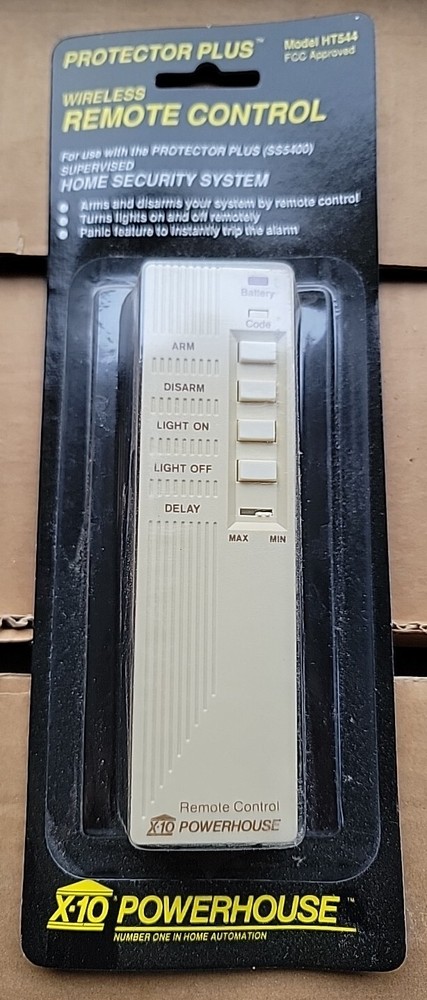 PROTECTOR PLUS™
Model HT544
FCC Approved
WIRELESS
REMOTE CONTROL
For use with the PROTECTOR PLUS (SS5400)
SUPERVISED
HOME SECURITY SYSTEM
● Arms and disarms your system by remote control
● Turns lights on and off remotely
● Panic feature to instantly trip the alarm
Battery
Code
ARM
DISARM
LIGHT ON
LIGHT OFF
DELAY
MAX MIN
Remote Control
X-10 POWERHOUSE
X-10 POWERHOUSE™
NUMBER ONE IN HOME AUTOMATION